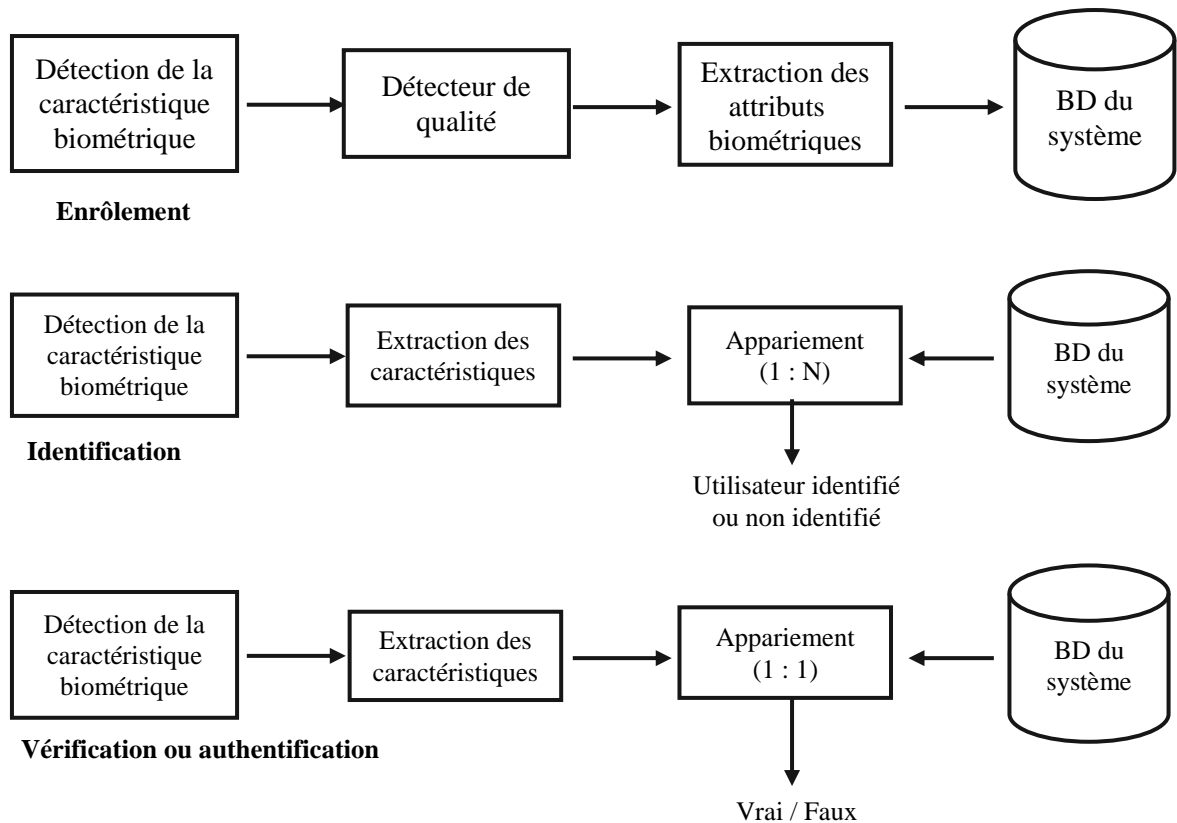 Détection de la
caractéristique
biométrique
Détecteur de
qualité
Extraction des
attributs
biométriques
BD du
système
Enrôlement
Détection de la
caractéristique
biométrique
Extraction des
caractéristiques
Appariement
(1 : N)
BD du
système
Identification
Utilisateur identifié
ou non identifié
Détection de la
caractéristique
biométrique
Extraction des
caractéristiques
Appariement
(1 : 1)
BD du
système
Vérification ou authentification
Vrai / Faux